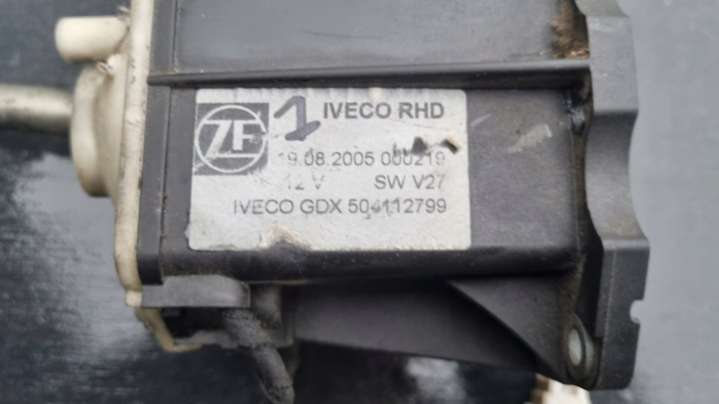 ZF 1 IVECO RHD
19.08.2005 000219
12 V SW V27
IVECO GDX 504112799